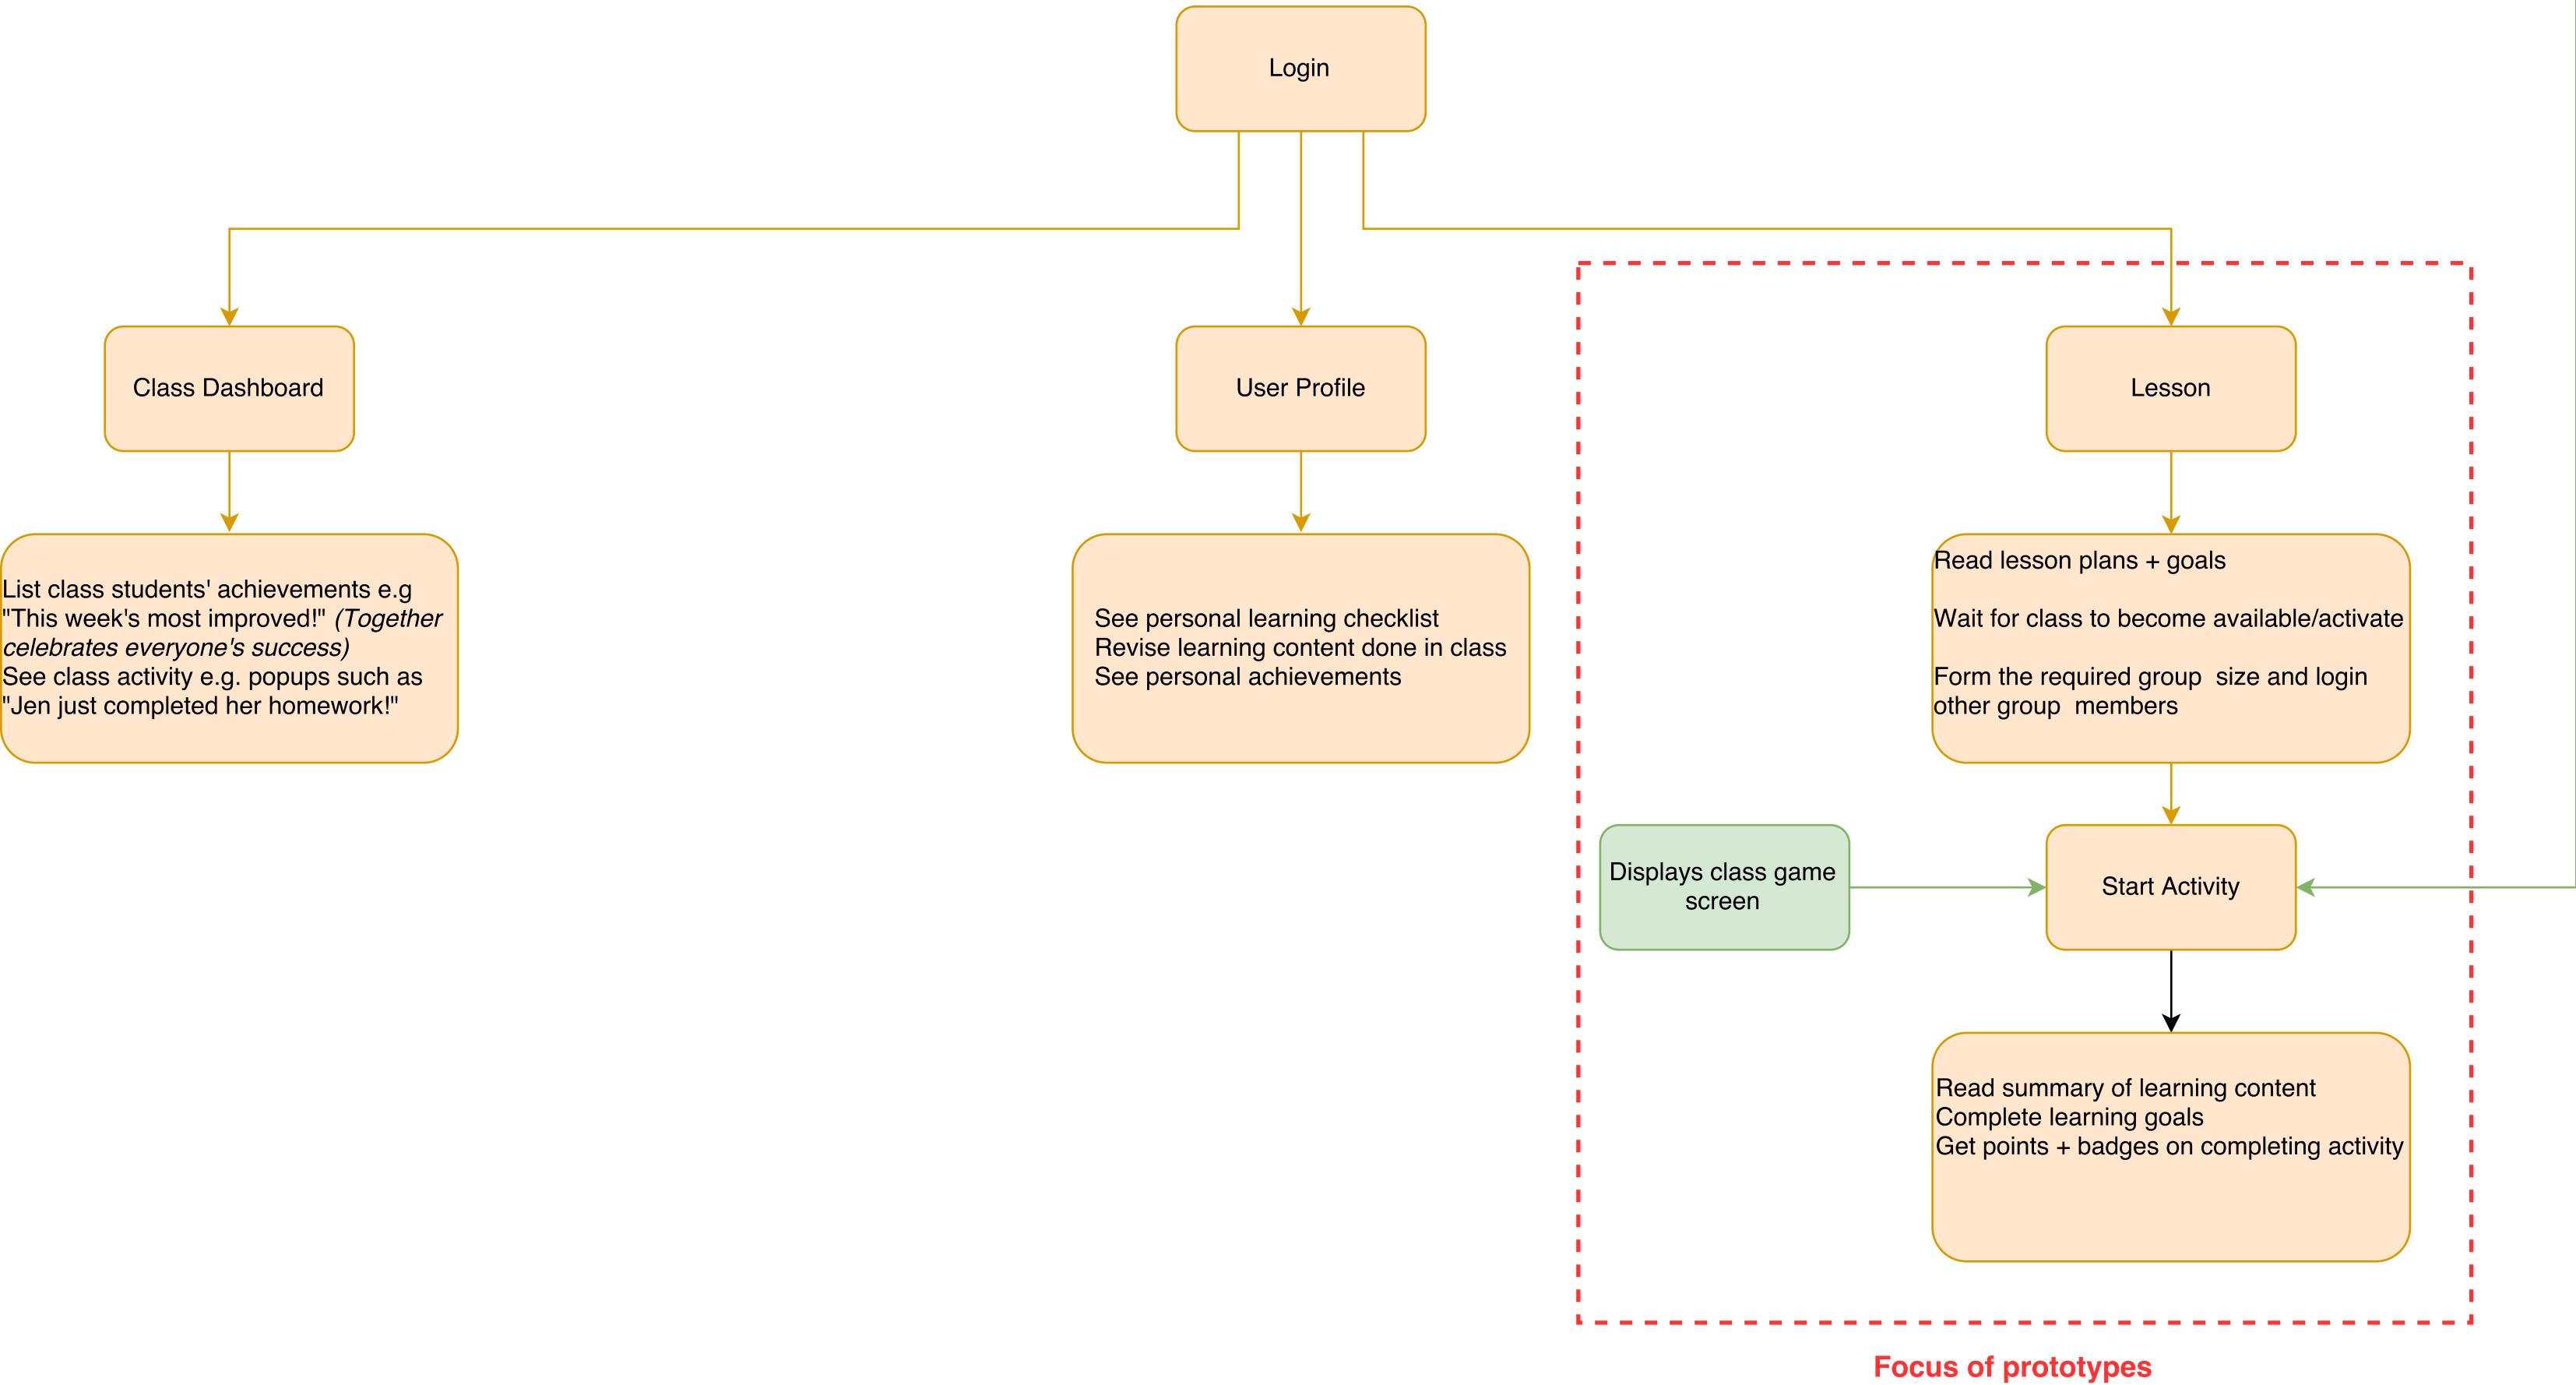 Login
Class Dashboard
User Profile
Lesson
List class students' achievements e.g
"This week's most improved!" (Together
celebrates everyone's success)
See class activity e.g. popups such as
"Jen just completed her homework!"
See personal learning checklist
Revise learning content done in class
See personal achievements
Read lesson plans + goals
Wait for class to become available/activate
Form the required group  size and login
other group  members
Displays class game
screen
Start Activity
Read summary of learning content
Complete learning goals
Get points + badges on completing activity
Focus of prototypes